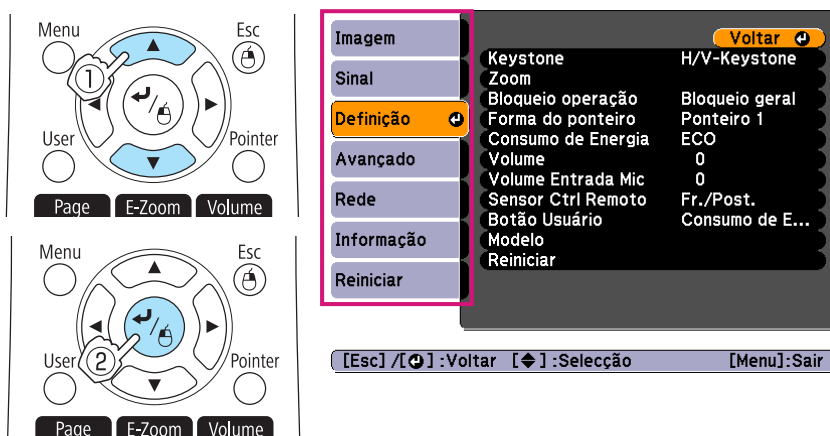 Menu
Esc
1
User
Pointer
Page E-Zoom Volume
Menu
Esc
User
2
Pointer
Page E-Zoom Volume
Imagem
Sinal
Definição
Avançado
Rede
Informação
Reiniciar
Voltar
Keystone H/V-Keystone
Zoom
Bloqueio operação Bloqueio geral
Forma do ponteiro Ponteiro 1
Consumo de Energia ECO
Volume 0
Volume Entrada Mic 0
Sensor Ctrl Remoto Fr./Post.
Botão Usuário Consumo de E...
Modelo
Reiniciar
[Esc] /[ ] :Voltar [ ] :Selecção [Menu]:Sair